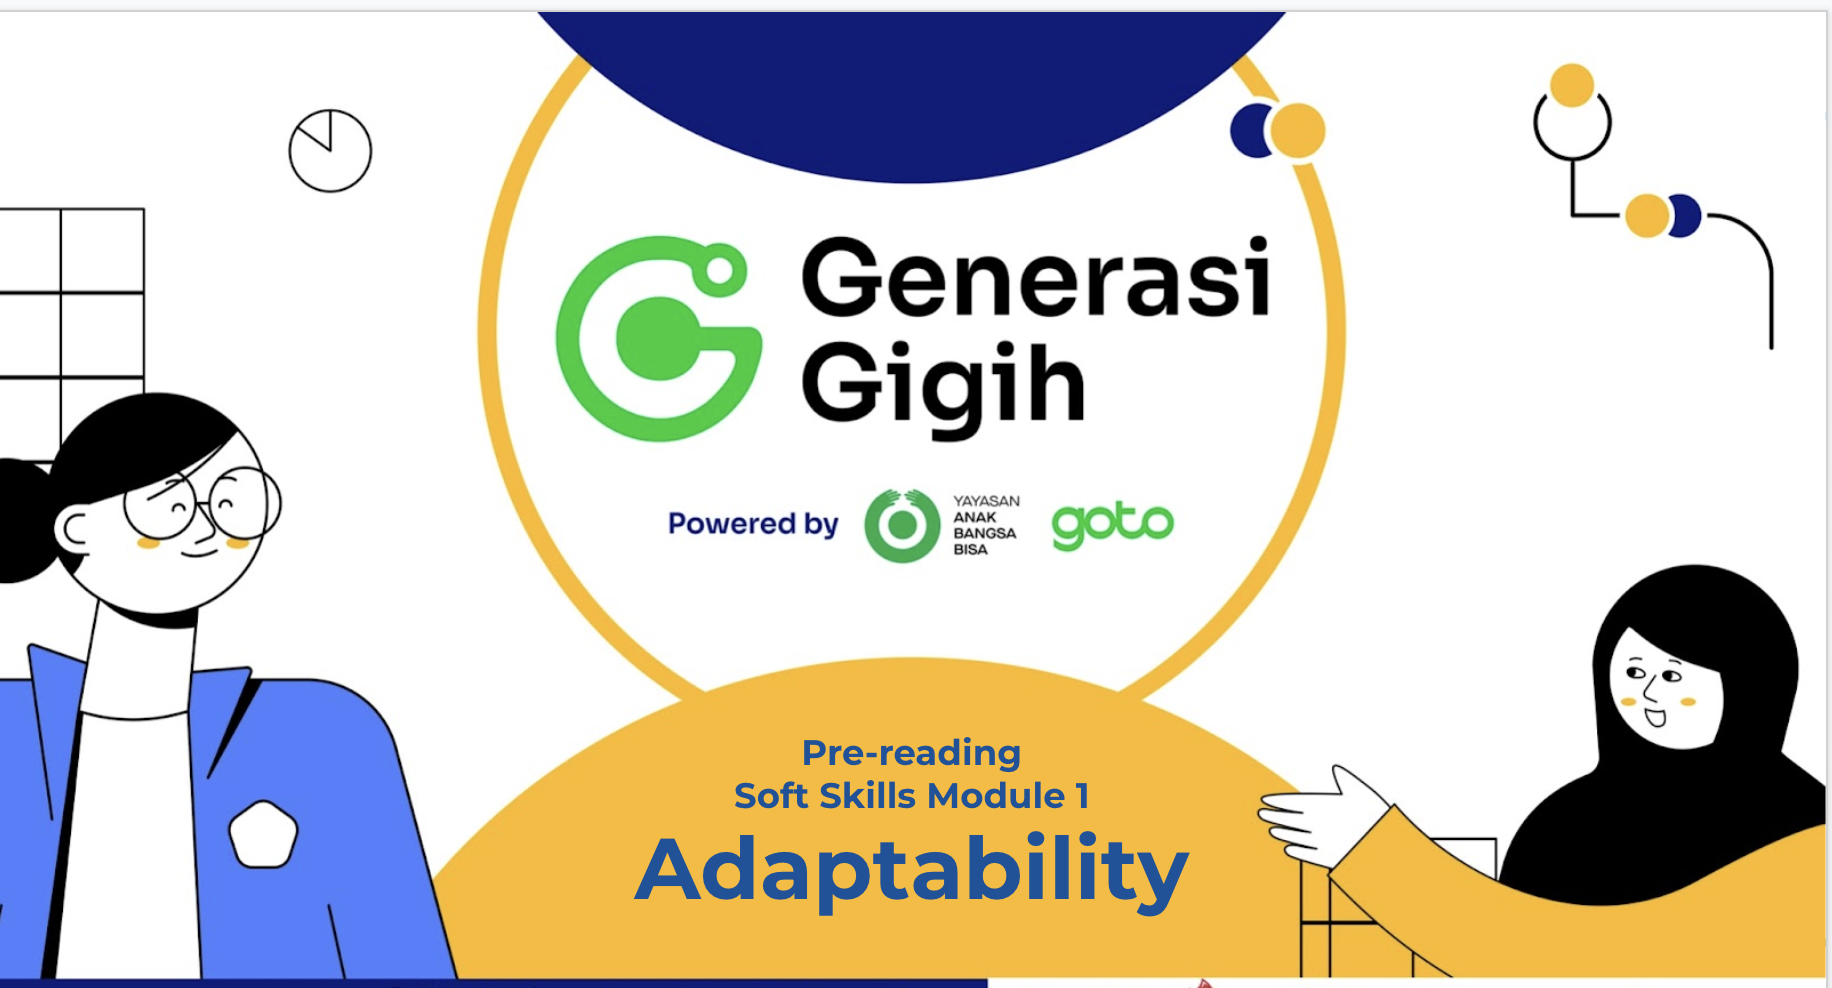 Generasi
Gigih
Powered by
YAYASAN
ANAK
BANGSA
BISA
goto
Pre-reading
Soft Skills Module 1
Adaptability